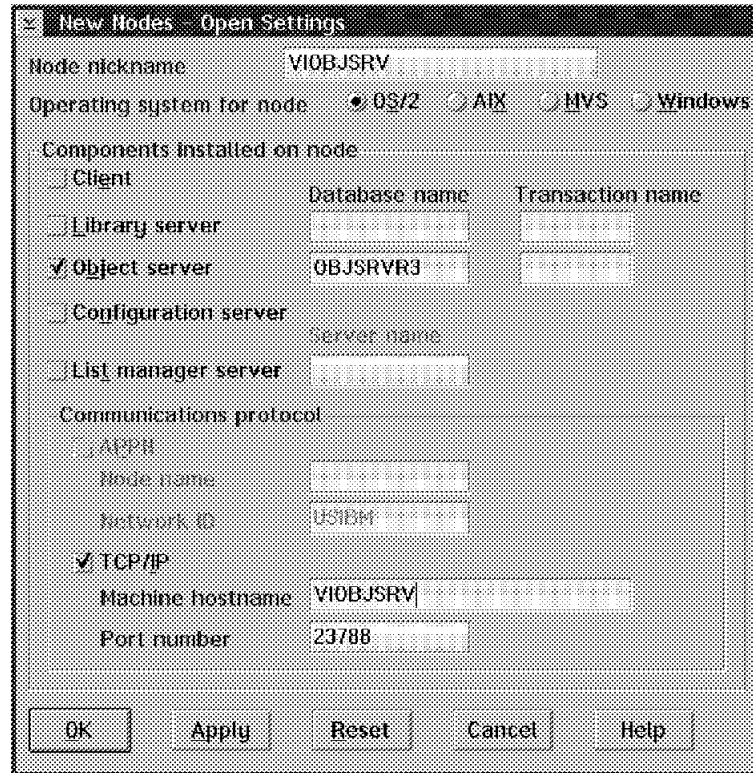 New Nodes - Open Settings
Node nickname VIOBJSRV
Operating system for node OS/2 AIX MVS Windows
Components installed on node
Client
Database name Transaction name
Library server
Object server OBJSRVR3
Configuration server
Server name
List manager server
Communications protocol
APPN
Node name
Network ID USIBM
TCP/IP
Machine hostname VIOBJSRV
Port number 23788
OK Apply Reset Cancel Help